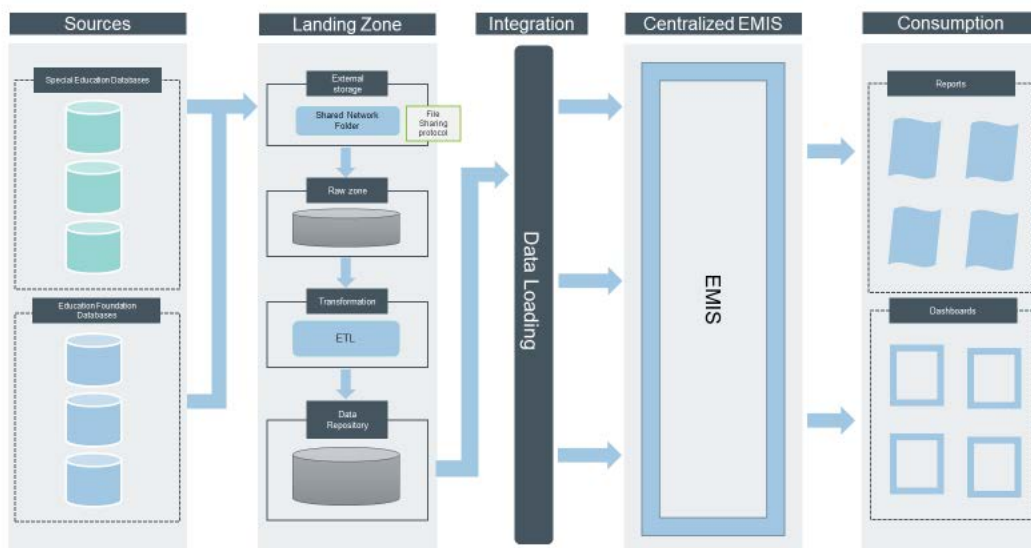 Sources
Landing Zone
Integration
Centralized EMIS
Consumption
Special Education Databases
Education Foundation
Databases
External
storage
Shared Network
Folder
File
Sharing
protocol
Raw zone
Transformation
ETL
Data
Repository
Data Loading
EMIS
Reports
Dashboards